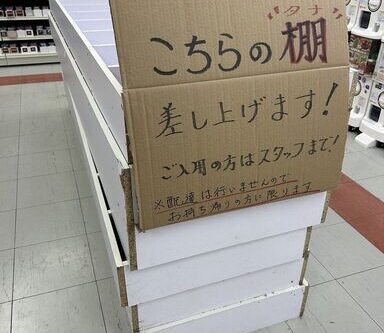 タナ
こちらの棚
差し上げます!
ご入用の方はスタッフまで!
※配達は行いませんので
お持ち帰りの方に限ります